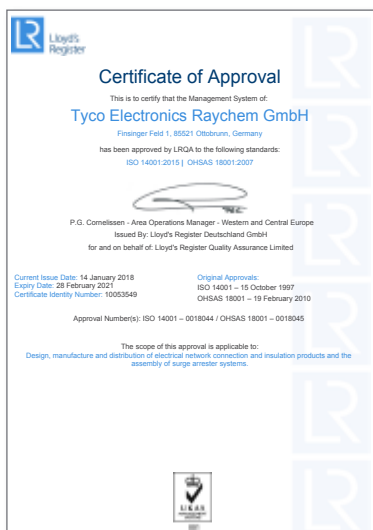 LR
Lloyd's
Register
Certificate of Approval
This is to certify that the Management System of:
Tyco Electronics Raychem GmbH
Finsinger Feld 1, 85521 Ottobrunn, Germany
has been approved by LRQA to the following standards:
ISO 14001:2015 | OHSAS 18001:2007
P.G. Cornelissen - Area Operations Manager - Western and Central Europe
Issued By: Lloyd's Register Deutschland GmbH
for and on behalf of: Lloyd's Register Quality Assurance Limited
Current Issue Date: 14 January 2018
Expiry Date: 28 February 2021
Certificate Identity Number: 10053549
Original Approvals:
ISO 14001 – 15 October 1997
OHSAS 18001 – 19 February 2010
Approval Number(s): ISO 14001 – 0018044 / OHSAS 18001 – 0018045
The scope of this approval is applicable to:
Design, manufacture and distribution of electrical network connection and insulation products and the
assembly of surge arrester systems.
UKAS